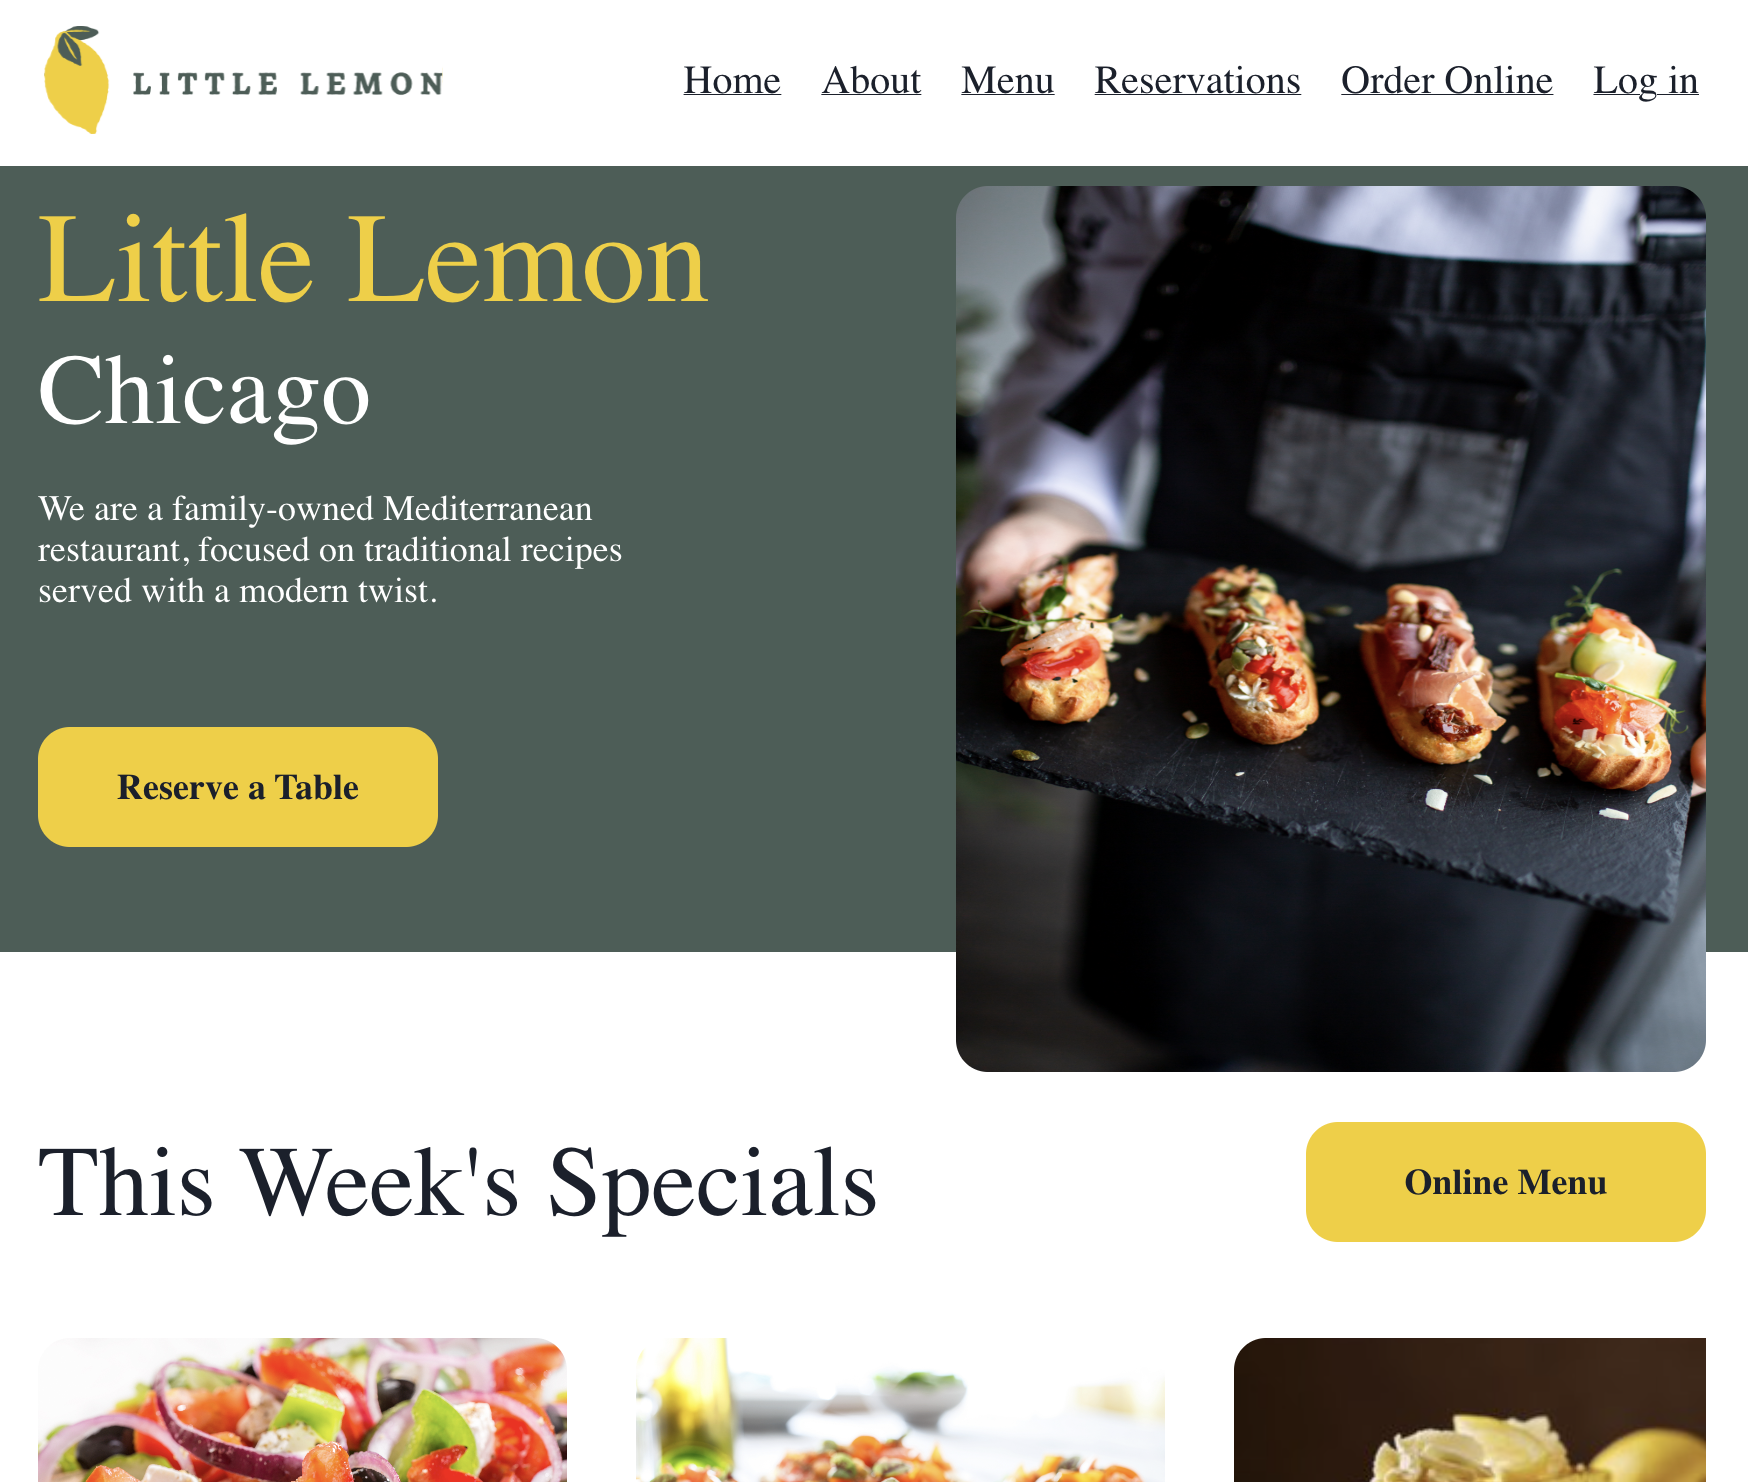 LITTLE LEMON
Home About Menu Reservations Order Online Log in
Little Lemon
Chicago
We are a family-owned Mediterranean
restaurant, focused on traditional recipes
served with a modern twist.
Reserve a Table
This Week's Specials
Online Menu